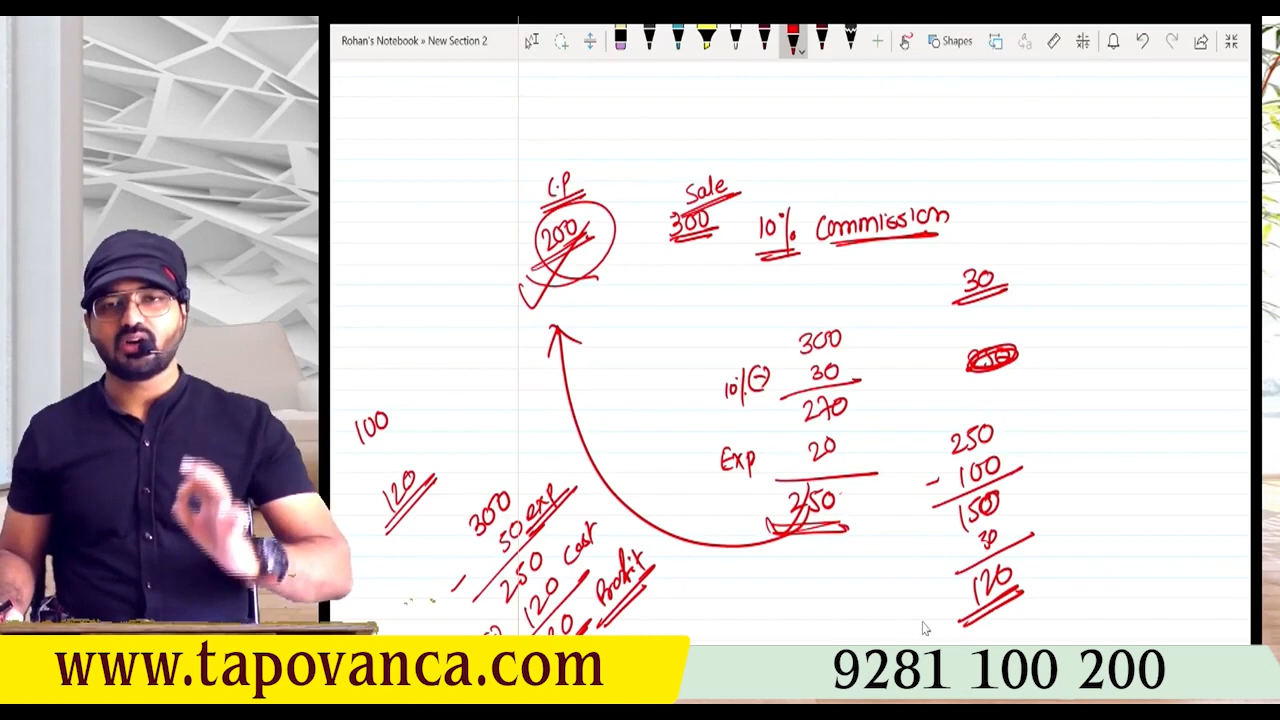 Rohan's Notebook » New Section 2
Shapes
C.P
Sale
200
300
10% Commission
30
300
10% (-) 30
270
Exp 20
250
250
- 100
150
30
120
100
120
300
- 50 exp
250
120 Cost
Profit
www.tapovanca.com
9281 100 200